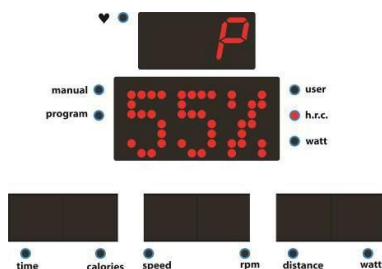 ♥ P
manual user
55%
program h.r.c.
watt
time calories speed rpm distance watt